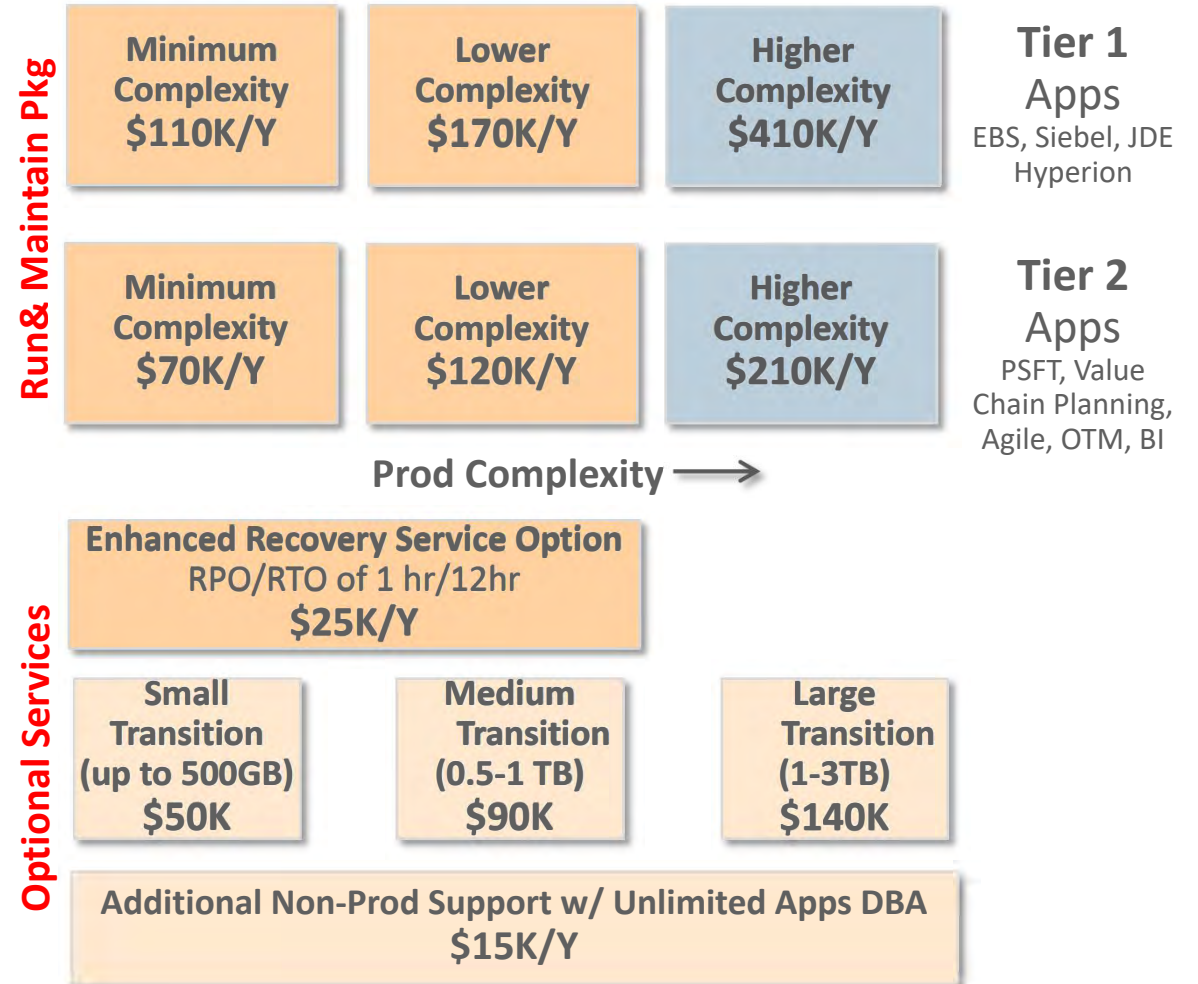 Run& Maintain Pkg
Minimum
Complexity
$110K/Y
Lower
Complexity
$170K/Y
Higher
Complexity
$410K/Y
Tier 1
Apps
EBS, Siebel, JDE
Hyperion
Minimum
Complexity
$70K/Y
Lower
Complexity
$120K/Y
Higher
Complexity
$210K/Y
Tier 2
Apps
PSFT, Value
Chain Planning,
Agile, OTM, BI
Prod Complexity
Optional Services
Enhanced Recovery Service Option
RPO/RTO of 1 hr/12hr
$25K/Y
Small
Transition
(up to 500GB)
$50K
Medium
Transition
(0.5-1 TB)
$90K
Large
Transition
(1-3TB)
$140K
Additional Non-Prod Support w/ Unlimited Apps DBA
$15K/Y